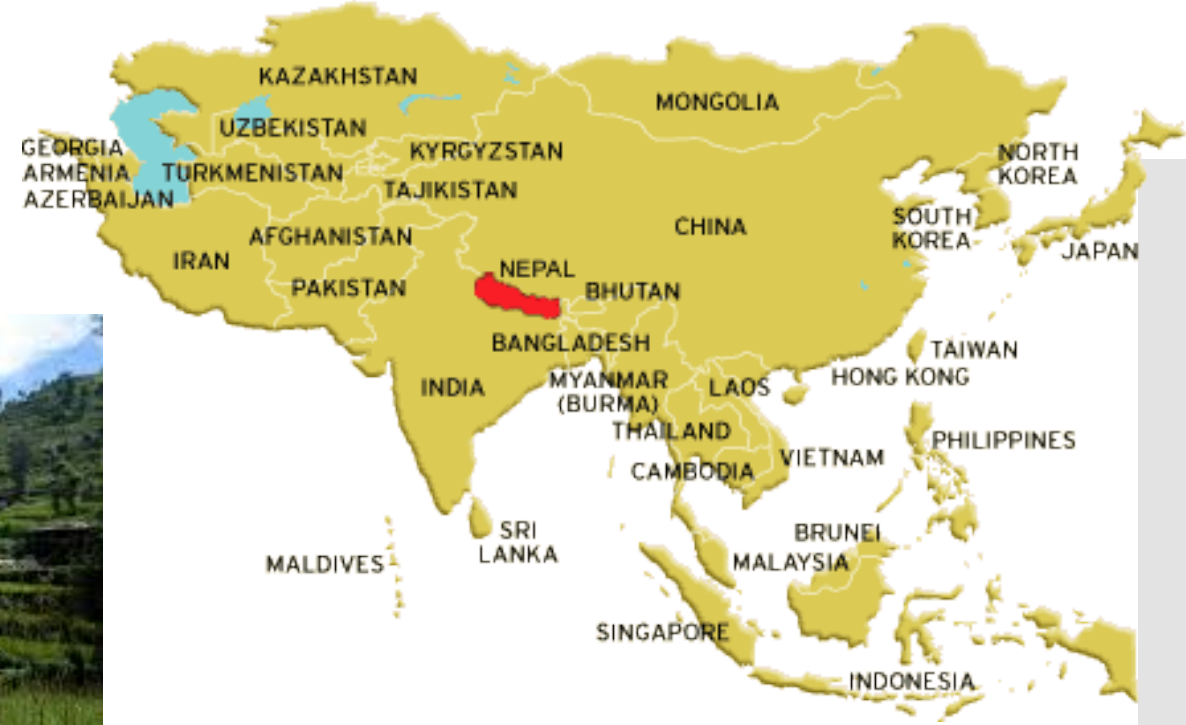 KAZAKHSTAN
MONGOLIA
UZBEKISTAN
GEORGIA
ARMENIA
AZERBAIJAN
TURKMENISTAN
KYRGYZSTAN
TAJIKISTAN
NORTH
KOREA
SOUTH
KOREA
JAPAN
CHINA
AFGHANISTAN
IRAN
PAKISTAN
NEPAL
BHUTAN
BANGLADESH
INDIA
MYANMAR
(BURMA)
LAOS
TAIWAN
HONG KONG
THAILAND
CAMBODIA
VIETNAM
PHILIPPINES
SRI
LANKA
MALDIVES
BRUNEI
MALAYSIA
SINGAPORE
INDONESIA